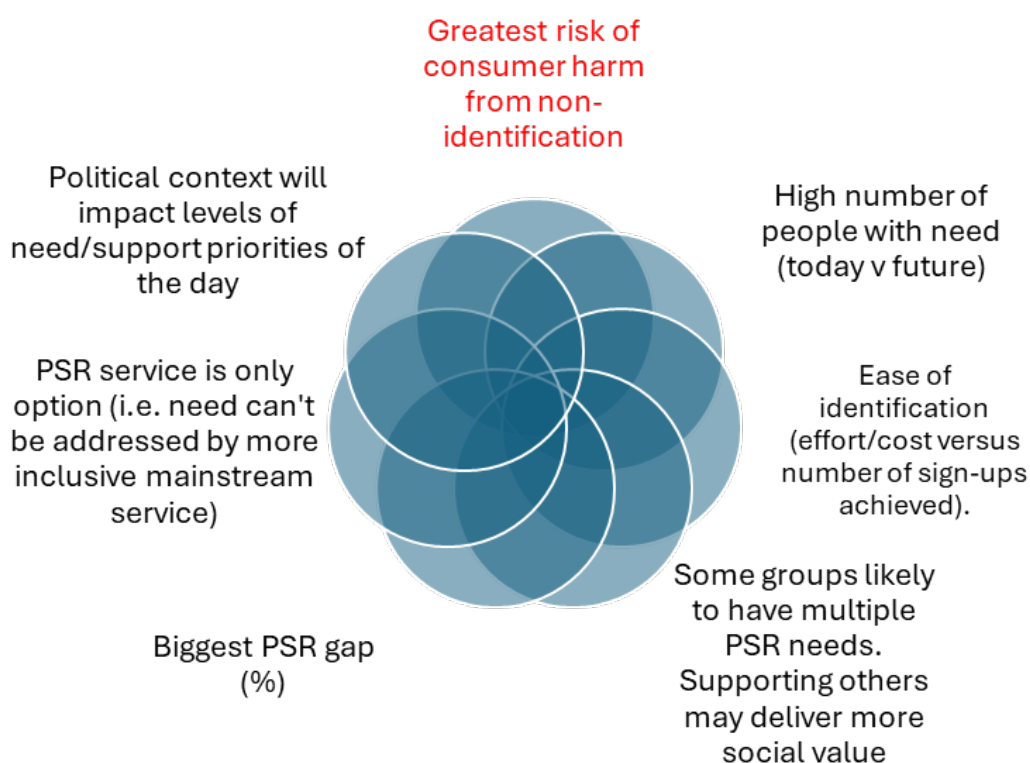 Greatest risk of
consumer harm
from non-
identification
Political context will
impact levels of
need/support priorities of
the day
High number of
people with need
(today v future)
PSR service is only
option (i.e. need can't
be addressed by more
inclusive mainstream
service)
Ease of
identification
(effort/cost versus
number of sign-ups
achieved).
Some groups likely
to have multiple
PSR needs.
Supporting others
may deliver more
social value
Biggest PSR gap
(%)